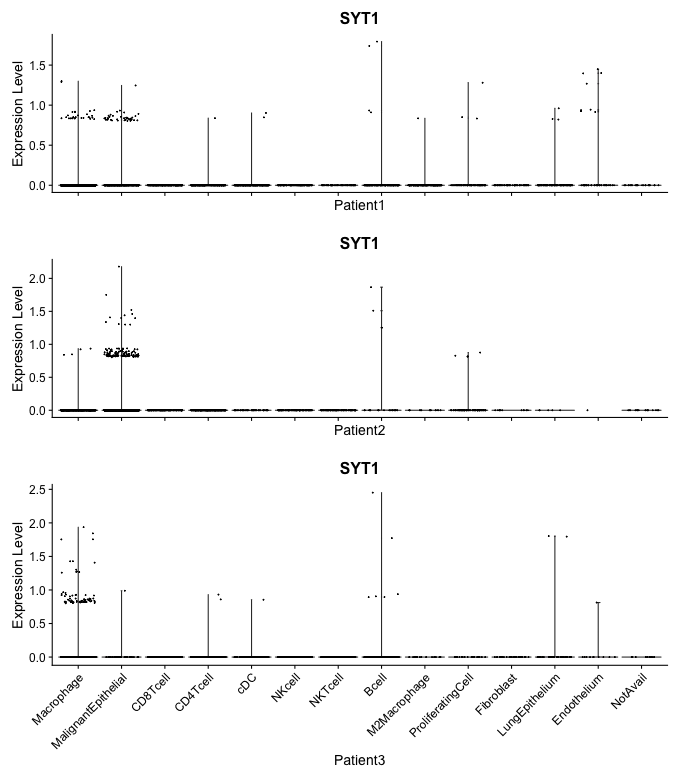 SYT1
Expression Level
1.5
1.0
0.5
0.0
Patient1
SYT1
Expression Level
2.0
1.5
1.0
0.5
0.0
Patient2
SYT1
Expression Level
2.5
2.0
1.5
1.0
0.5
0.0
Macrophage
MalignantEpithelial
CD8Tcell
CD4Tcell
cDC
NKcell
NKTcell
Bcell
M2Macrophage
ProliferatingCell
Fibroblast
LungEpithelium
Endothelium
NotAvail
Patient3